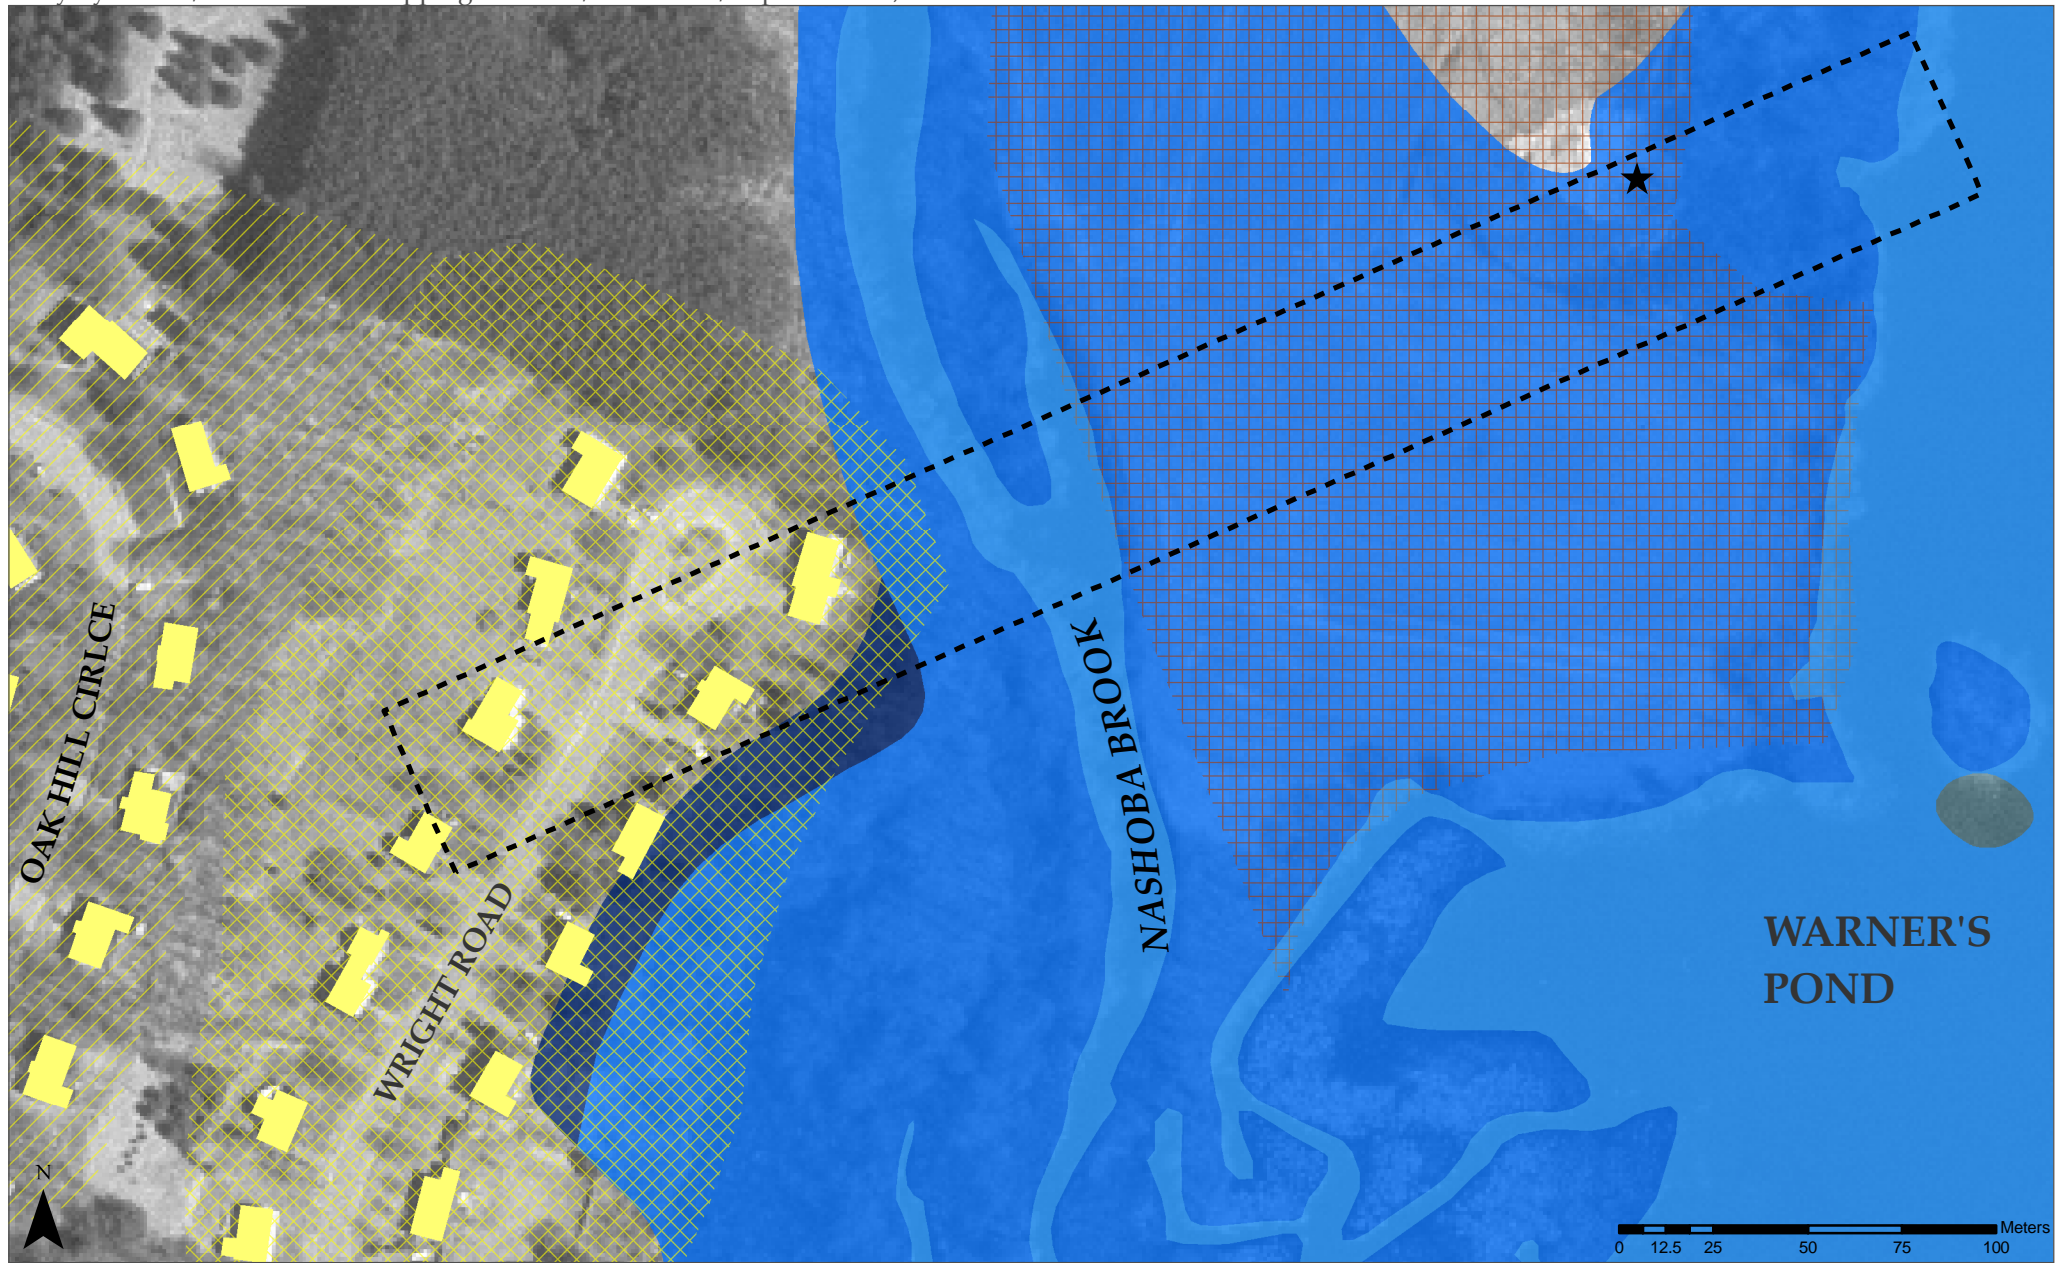 OAK HILL CIRLCE
WRIGHT ROAD
NASHOBA BROOK
WARNER'S
POND
N
Meters
0 12.5 25 50 75 100